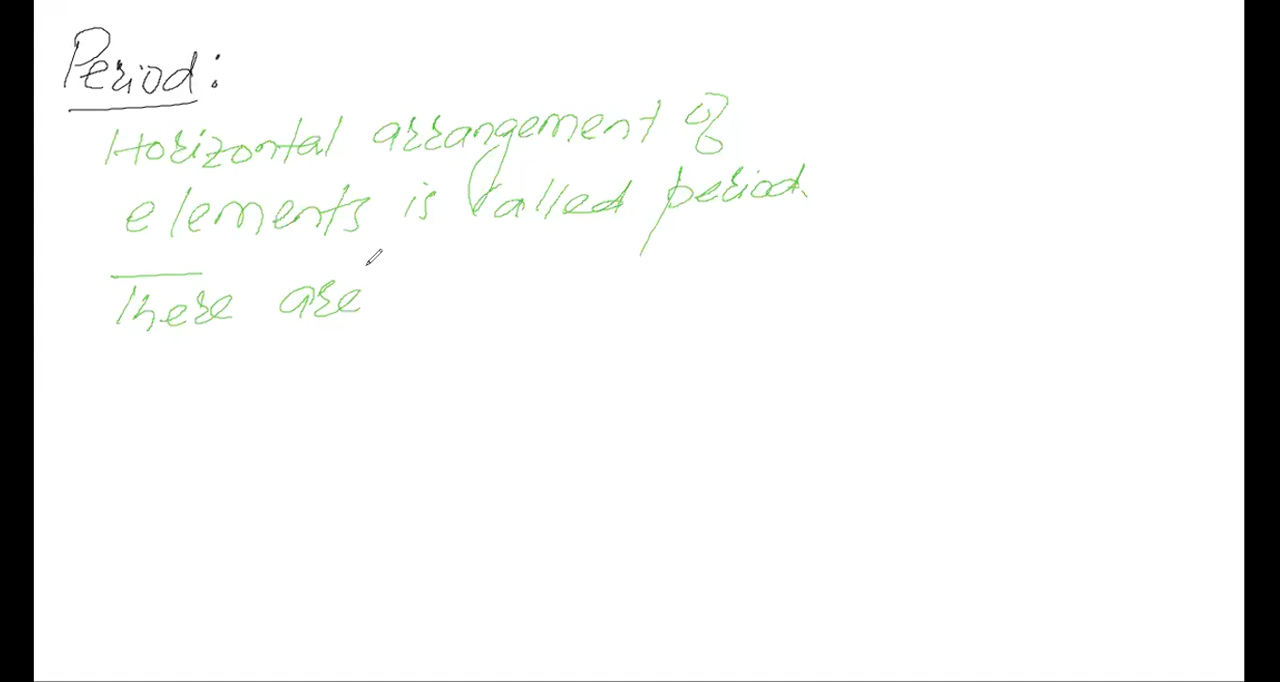 Period:
Horizontal arrangement of
elements is called period.
There are